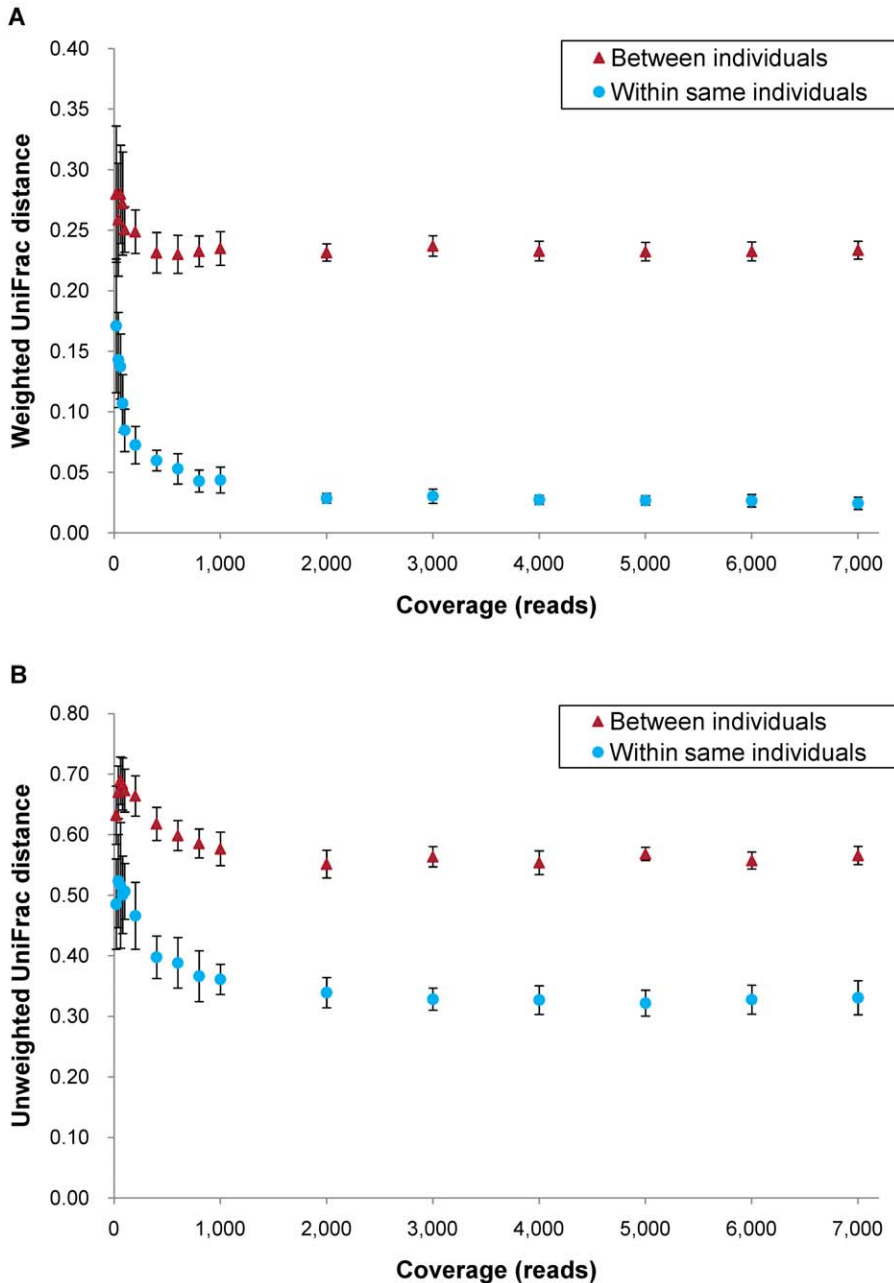 A
0.40
Between individuals
Within same individuals
0.35
0.30
0.25
0.20
0.15
0.10
0.05
0.00
Weighted UniFrac distance
0 1,000 2,000 3,000 4,000 5,000 6,000 7,000
Coverage (reads)
B
0.80
Between individuals
Within same individuals
0.70
0.60
0.50
0.40
0.30
0.20
0.10
0.00
Unweighted UniFrac distance
0 1,000 2,000 3,000 4,000 5,000 6,000 7,000
Coverage (reads)